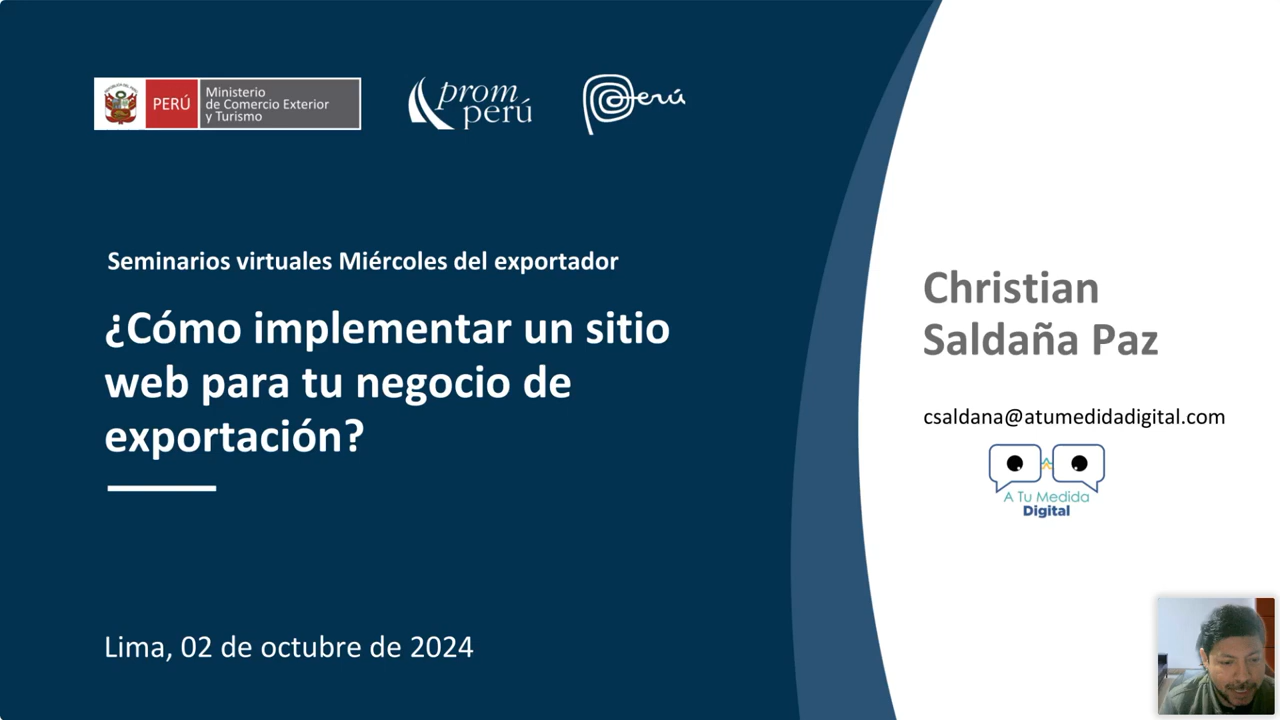 PERÚ
Ministerio
de Comercio Exterior
y Turismo
prom
perú
Perú
Seminarios virtuales Miércoles del exportador
¿Cómo implementar un sitio
web para tu negocio de
exportación?
Lima, 02 de octubre de 2024
Christian
Saldaña Paz
csaldana@atumedidadigital.com
A Tu Medida
Digital